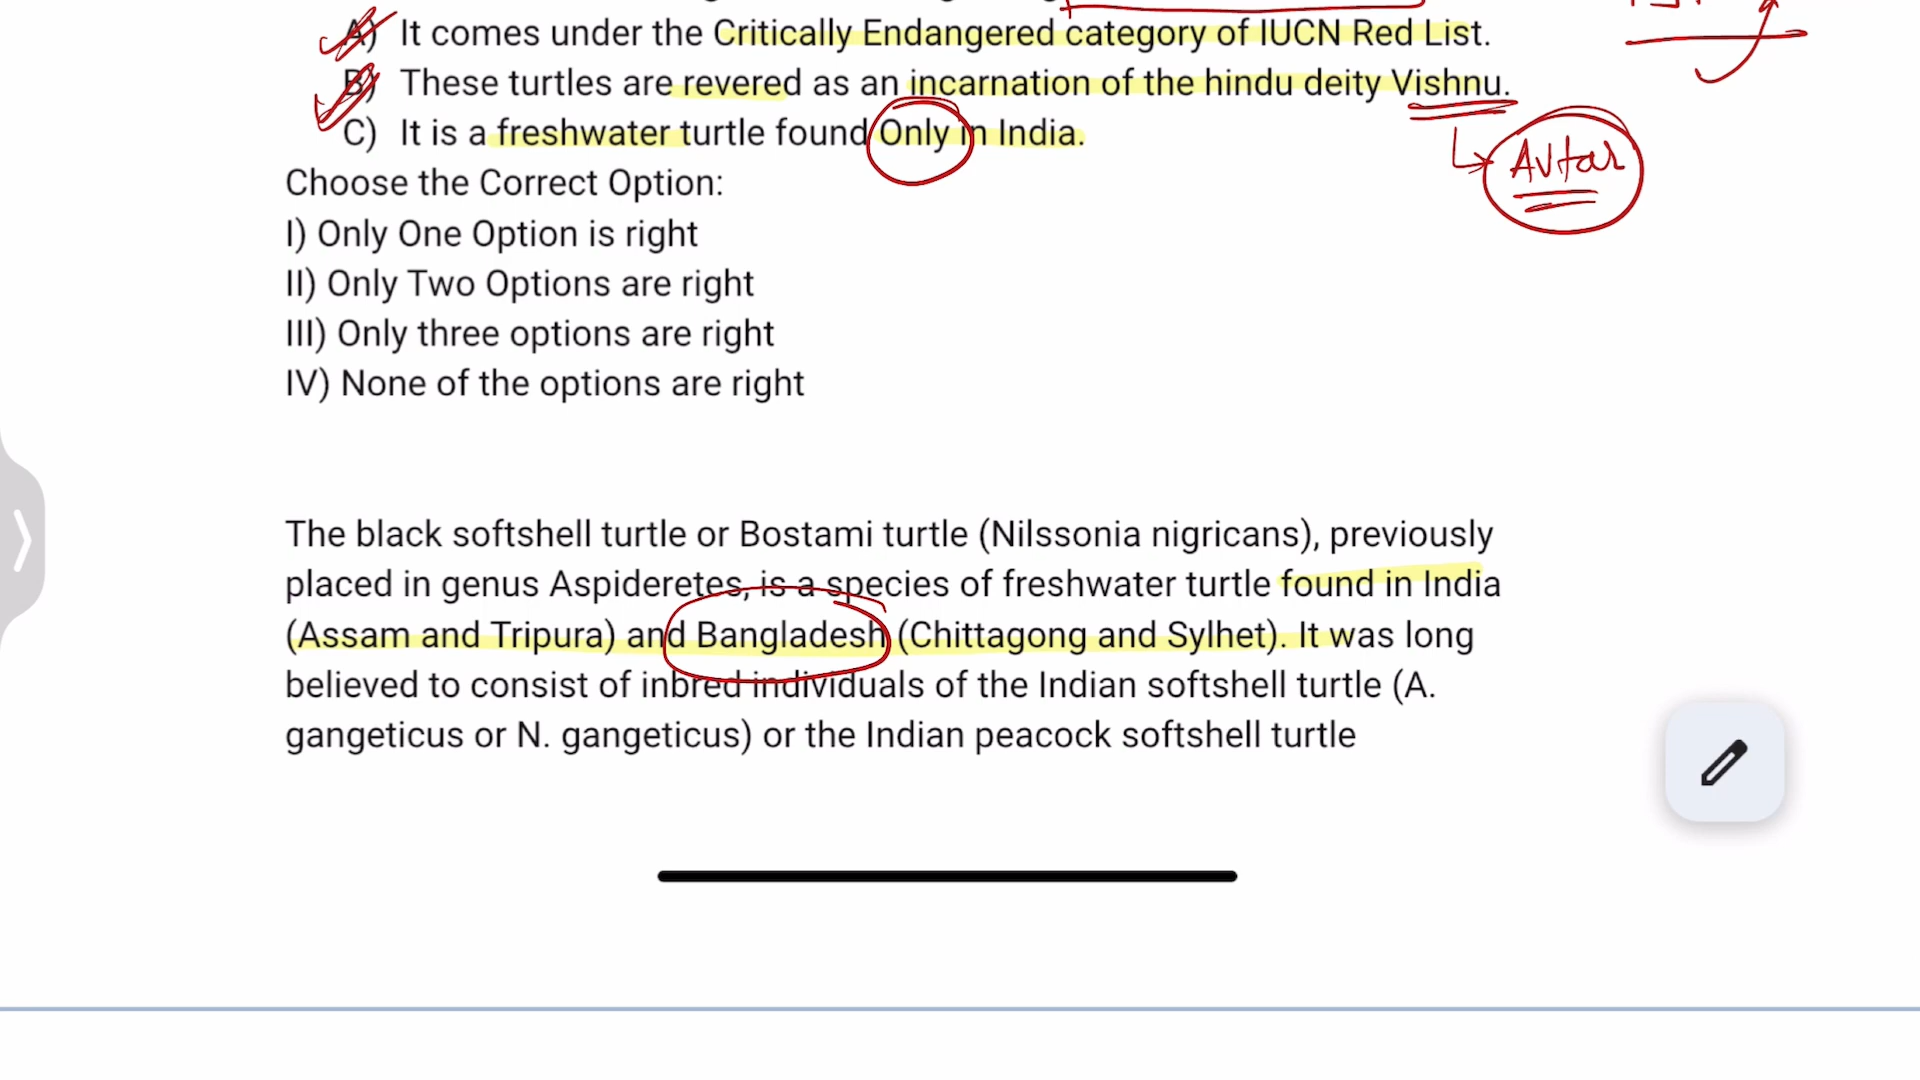 A) It comes under the Critically Endangered category of IUCN Red List.
B) These turtles are revered as an incarnation of the hindu deity Vishnu.
C) It is a freshwater turtle found Only in India.
Avtar
Choose the Correct Option:
I) Only One Option is right
II) Only Two Options are right
III) Only three options are right
IV) None of the options are right
The black softshell turtle or Bostami turtle (Nilssonia nigricans), previously
placed in genus Aspideretes, is a species of freshwater turtle found in India
(Assam and Tripura) and Bangladesh (Chittagong and Sylhet). It was long
believed to consist of inbred individuals of the Indian softshell turtle (A.
gangeticus or N. gangeticus) or the Indian peacock softshell turtle